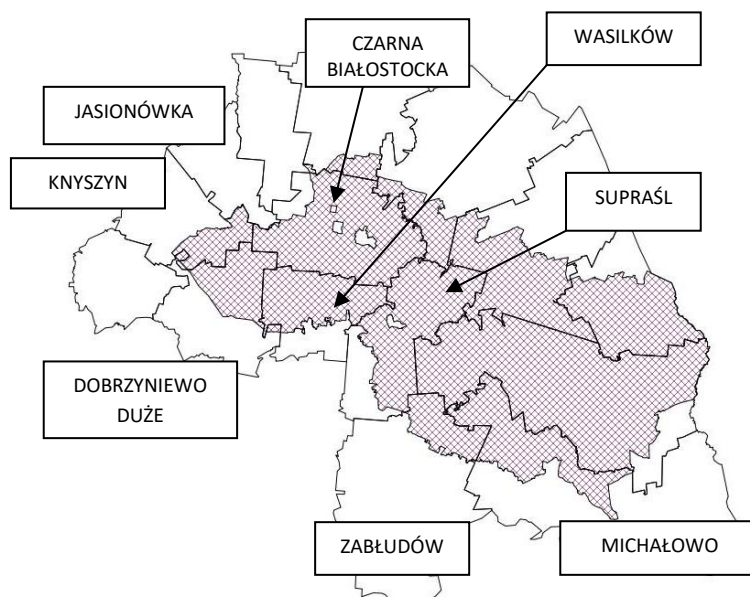 CZARNA
BIAŁOSTOCKA
WASILKÓW
JASIONÓWKA
KNYSZYN
SUPRAŚL
DOBRZYNIEWO
DUŻE
ZABŁUDÓW
MICHAŁOWO